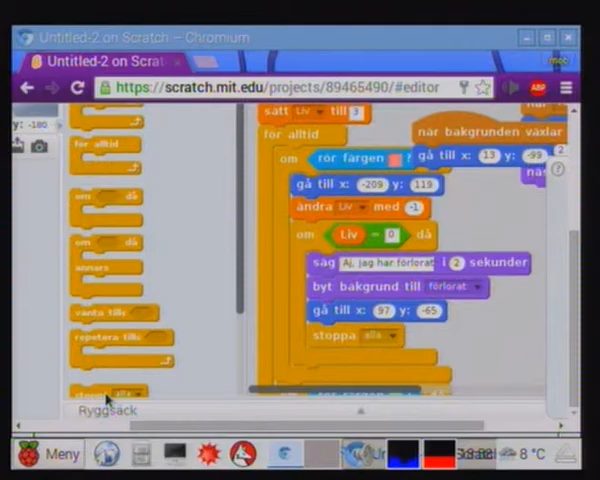 Untitled-2 on Scratch – Chromium
Untitled-2 on Scrat
moc
https://scratch.mit.edu/projects/89465490/#editor
ABP
y: -180
sätt Liv till 3
för alltid
för alltid
när bakgrunden växlar
om rör färgen ?
gå till x: 13 y: -99
2
?
gå till x: -209 y: 119
om då
ändra Liv med -1
om då
om Liv = 0 då
annars
säg Aj, jag har förlorat i 2 sekunder
byt bakgrund till förlorat
vänta tills
gå till x: 97 y: -65
repetera tills
stoppa alla
Ryggsäck
Meny
8 °C